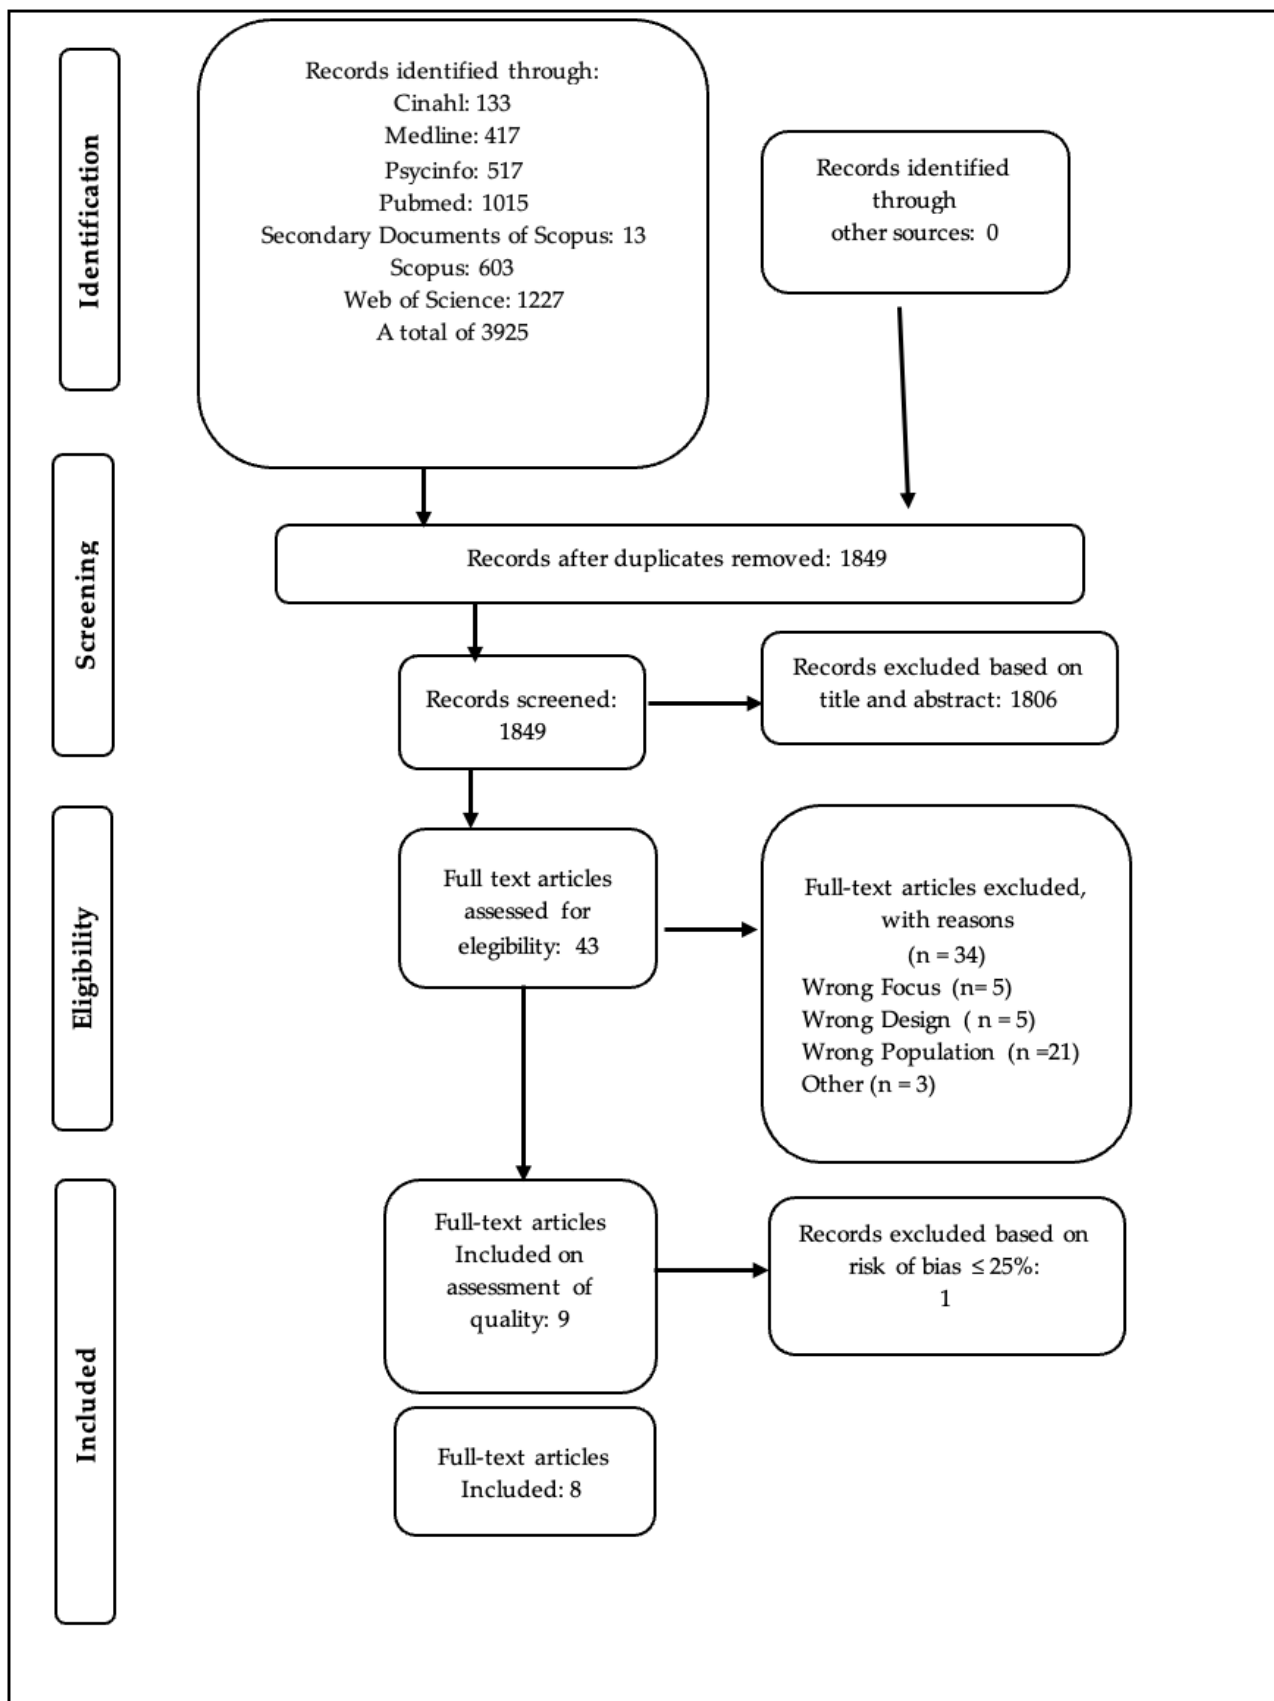 Identification
Records identified through:
Cinahl: 133
Medline: 417
Psycinfo: 517
Pubmed: 1015
Secondary Documents of Scopus: 13
Scopus: 603
Web of Science: 1227
A total of 3925
Records identified
through
other sources: 0
Screening
Records after duplicates removed: 1849
Records screened:
1849
Records excluded based on
title and abstract: 1806
Eligibility
Full text articles
assessed for
elegibility: 43
Full-text articles excluded,
with reasons
(n = 34)
Wrong Focus (n= 5)
Wrong Design ( n = 5)
Wrong Population (n =21)
Other (n = 3)
Included
Full-text articles
Included on
assessment of
quality: 9
Records excluded based on
risk of bias ≤ 25%:
1
Full-text articles
Included: 8